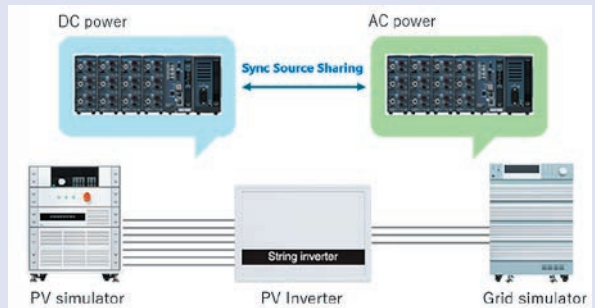 DC power
AC power
Sync Source Sharing
String inverter
PV simulator
PV Inverter
Grid simulator